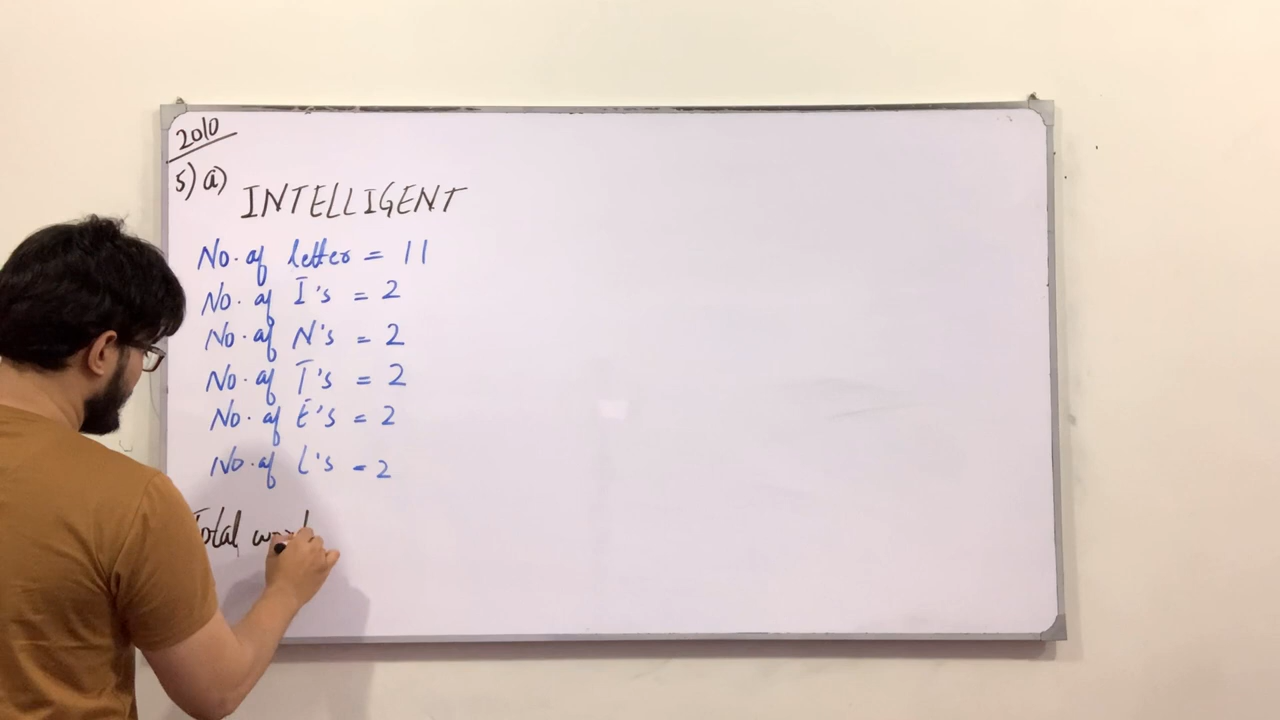 2010
5) a)
INTELLIGENT
No. of letter = 11
No. of I's = 2
No. of N's = 2
No. of T's = 2
No. of E's = 2
No. of L's = 2
Total